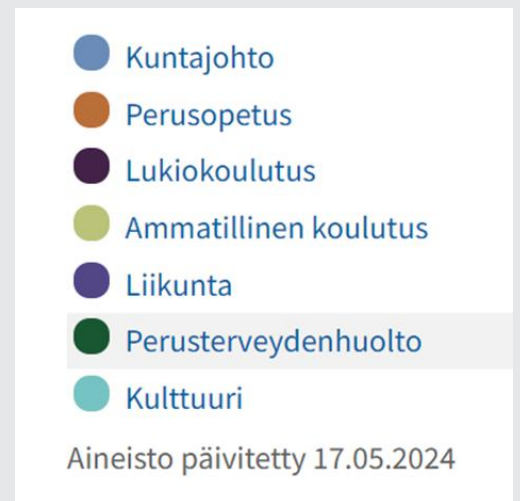 Kuntajohto
Perusopetus
Lukiokoulutus
Ammatillinen koulutus
Liikunta
Perusterveydenhuolto
Kulttuuri
Aineisto päivitetty 17.05.2024